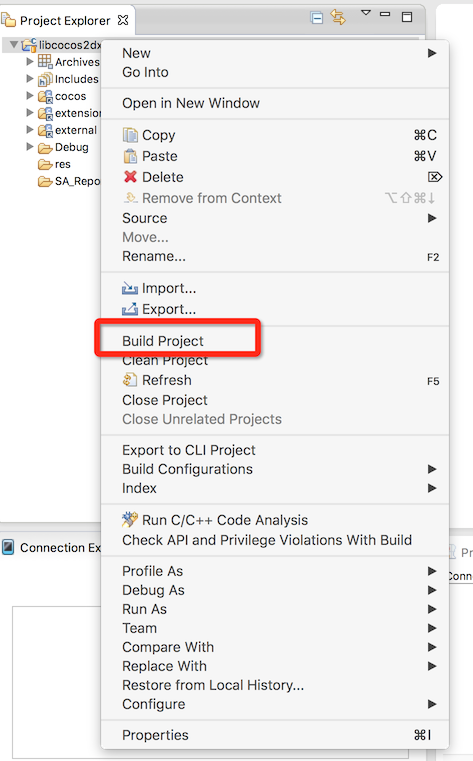 Project Explorer
libcocos2dx
New
Archives
Go Into
Includes
cocos
Open in New Window
extension
external
Copy ⌘C
Debug
Paste ⌘V
res
Delete ⌦
SA_Repo
Remove from Context ⌥⇧⌘↓
Source
Move...
Rename... F2
Import...
Export...
Build Project
Clean Project
Refresh F5
Close Project
Close Unrelated Projects
Export to CLI Project
Build Configurations
Index
Run C/C++ Code Analysis
Check API and Privilege Violations With Build
Connection Ex
Pr
Profile As
Conne
Debug As
Run As
Team
Compare With
Replace With
Restore from Local History...
Configure
Properties ⌘I